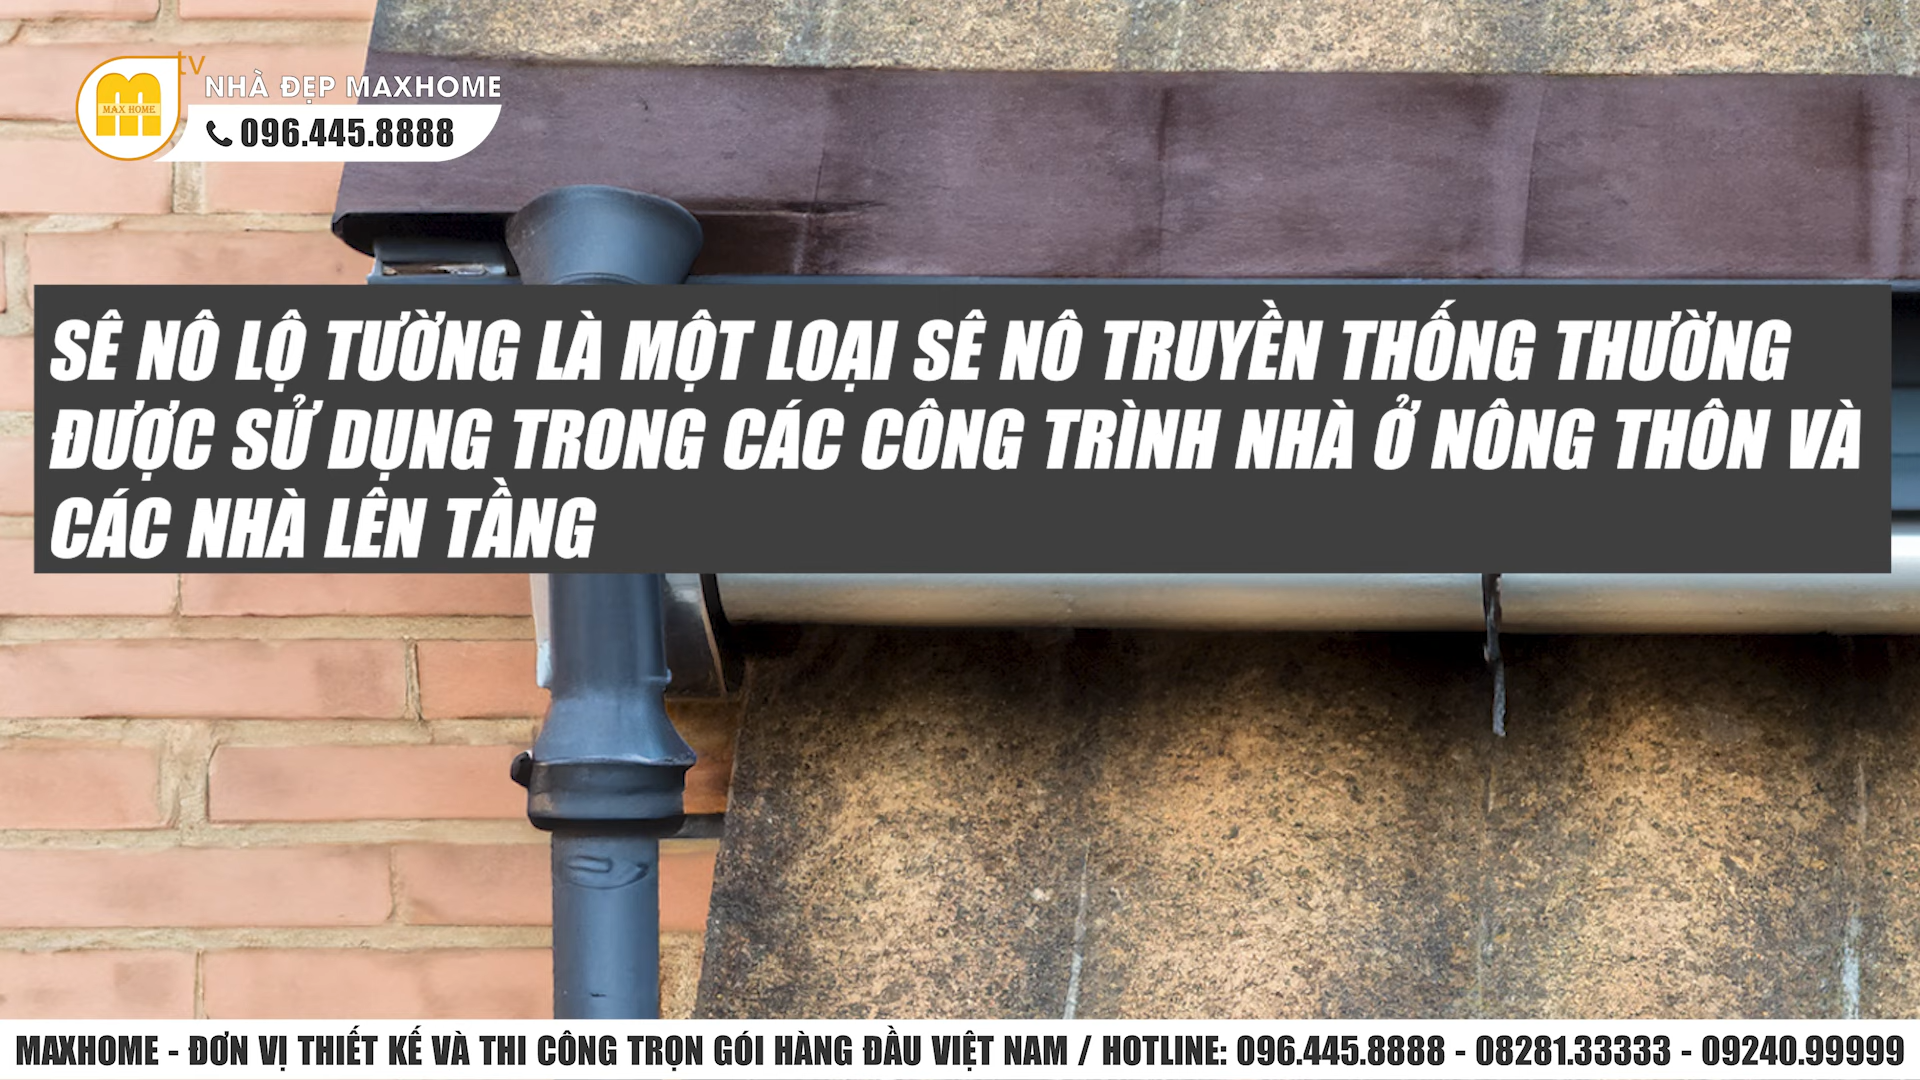 tv
NHÀ ĐẸP MAXHOME
MAX HOME
096.445.8888
SÊ NÔ LỘ TƯỜNG LÀ MỘT LOẠI SÊ NÔ TRUYỀN THỐNG THƯỜNG
ĐƯỢC SỬ DỤNG TRONG CÁC CÔNG TRÌNH NHÀ Ở NÔNG THÔN VÀ
CÁC NHÀ LÊN TẦNG
MAXHOME - ĐƠN VỊ THIẾT KẾ VÀ THI CÔNG TRỌN GÓI HÀNG ĐẦU VIỆT NAM / HOTLINE: 096.445.8888 - 08281.33333 - 09240.99999